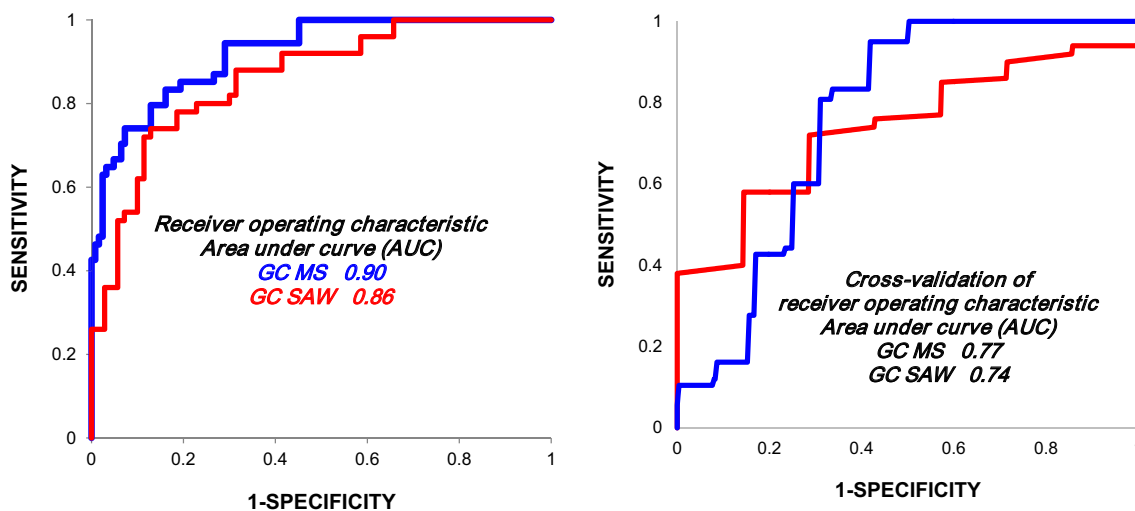 1
0.8
0.6
0.4
0.2
0
0
0.2
0.4
0.6
0.8
1
SENSITIVITY
1-SPECIFICITY
Receiver operating characteristic
Area under curve (AUC)
GC MS 0.90
GC SAW 0.86
1
0.8
0.6
0.4
0.2
0
0
0.2
0.4
0.6
0.8
SENSITIVITY
1-SPECIFICITY
Cross-validation of
receiver operating characteristic
Area under curve (AUC)
GC MS 0.77
GC SAW 0.74